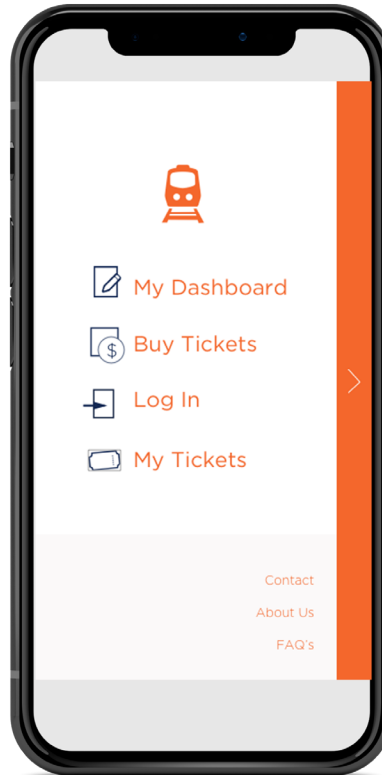 My Dashboard
$
Buy Tickets
Log In
My Tickets
Contact
About Us
FAQ's